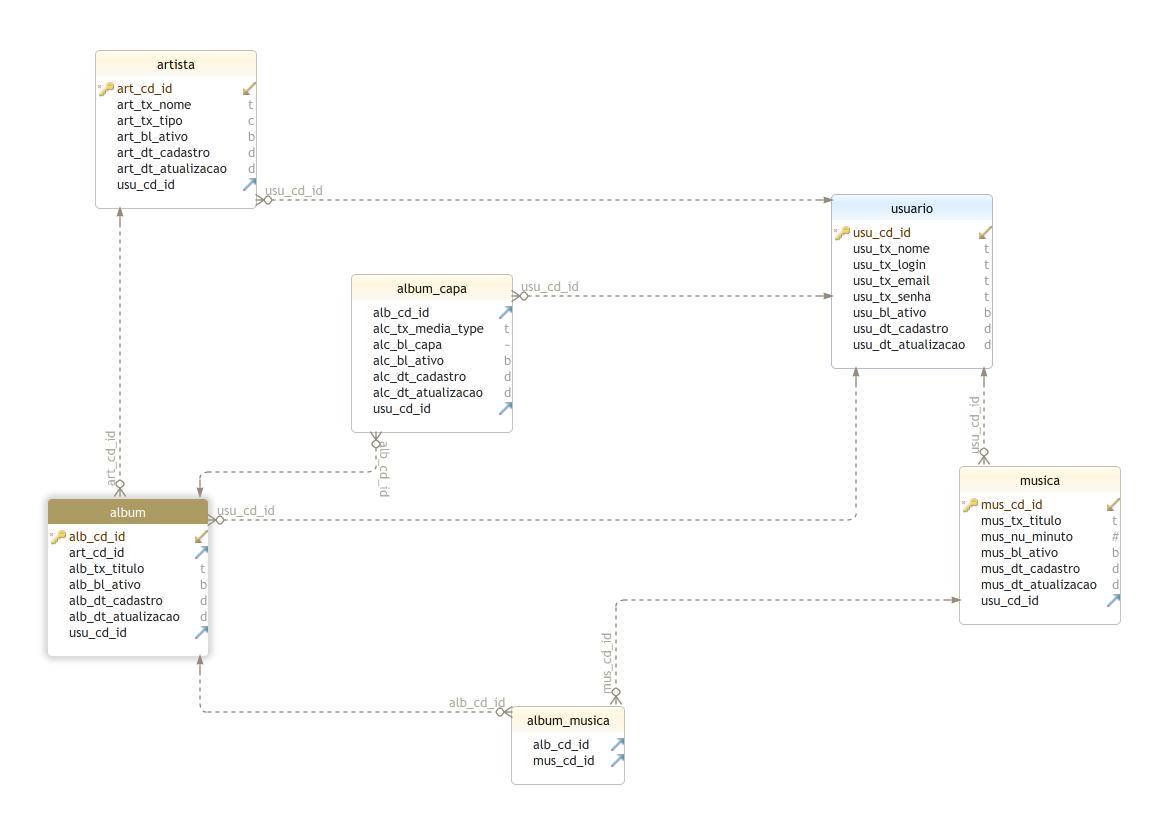 artista
art_cd_id
art_tx_nome t
art_tx_tipo c
art_bl_ativo b
art_dt_cadastro d
art_dt_atualizacao d
usu_cd_id
usu_cd_id
usuario
usu_cd_id
usu_tx_nome t
usu_tx_login t
usu_tx_email t
usu_tx_senha t
usu_bl_ativo b
usu_dt_cadastro d
usu_dt_atualizacao d
album_capa
alb_cd_id
alc_tx_media_type t
alc_bl_capa ~
alc_bl_ativo b
alc_dt_cadastro d
alc_dt_atualizacao d
usu_cd_id
usu_cd_id
alb_cd_id
art_cd_id
usu_cd_id
album
alb_cd_id
art_cd_id
alb_tx_titulo t
alb_bl_ativo b
alb_dt_cadastro d
alb_dt_atualizacao d
usu_cd_id
usu_cd_id
musica
mus_cd_id
mus_tx_titulo t
mus_nu_minuto #
mus_bl_ativo b
mus_dt_cadastro d
mus_dt_atualizacao d
usu_cd_id
mus_cd_id
alb_cd_id
album_musica
alb_cd_id
mus_cd_id